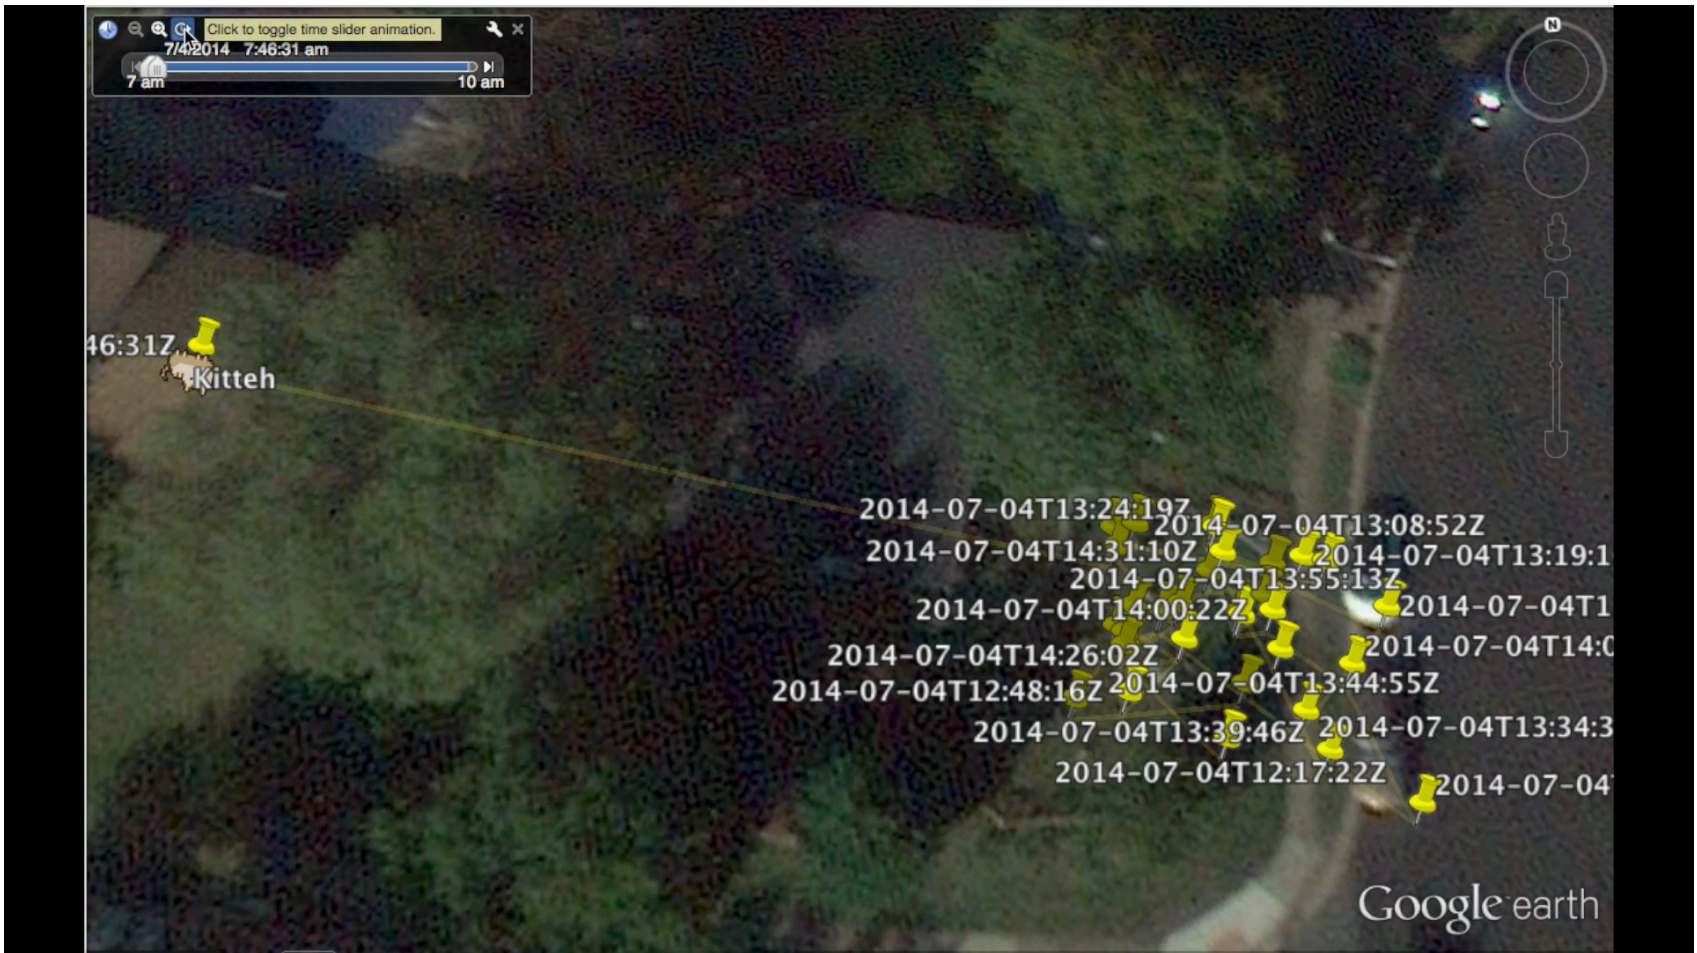 Click to toggle time slider animation.
7/4/2014 7:46:31 am
7 am 10 am
N
46:31Z
Kitteh
2014-07-04T13:24:19Z
2014-07-04T13:08:52Z
2014-07-04T14:31:10Z
2014-07-04T13:19:1
2014-07-04T13:55:13Z
2014-07-04T14:00:22Z
2014-07-04T1
2014-07-04T14:0
2014-07-04T14:26:02Z
2014-07-04T12:48:16Z
2014-07-04T13:44:55Z
2014-07-04T13:39:46Z
2014-07-04T13:34:3
2014-07-04T12:17:22Z
2014-07-04T
Google earth